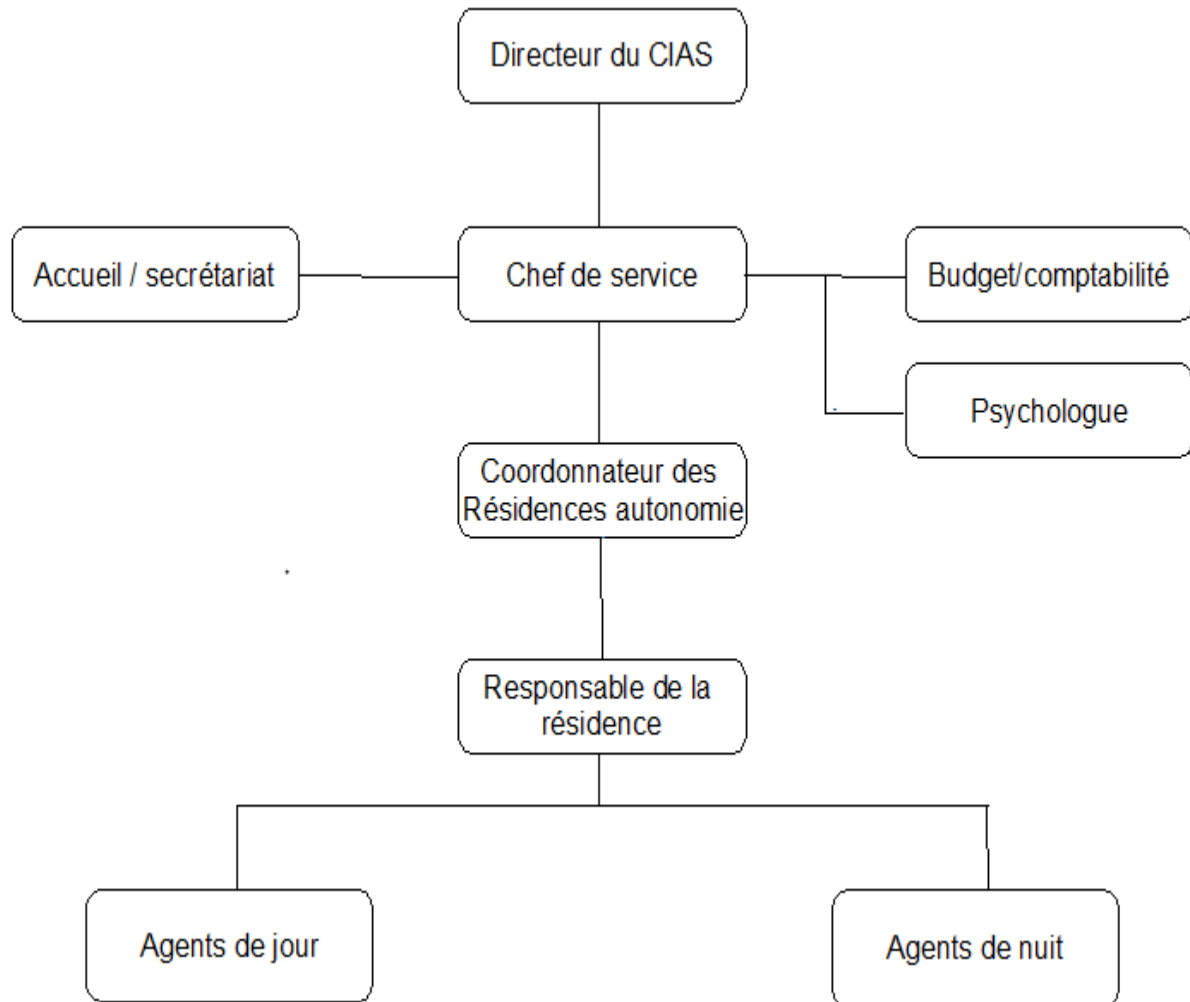 Directeur du CIAS
Accueil / secrétariat
Chef de service
Budget/comptabilité
Psychologue
Coordonnateur des
Résidences autonomie
Responsable de la
résidence
Agents de jour
Agents de nuit